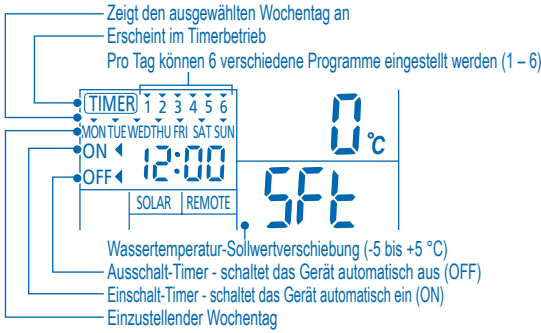 Zeigt den ausgewählten Wochentag an
Erscheint im Timerbetrieb
Pro Tag können 6 verschiedene Programme eingestellt werden (1 – 6)
TIMER 1 2 3 4 5 6
MON TUE WED THU FRI SAT SUN
ON 12:00
OFF
0 °C
SOLAR REMOTE
SFt
Wassertemperatur-Sollwertverschiebung (-5 bis +5 °C)
Ausschalt-Timer - schaltet das Gerät automatisch aus (OFF)
Einschalt-Timer - schaltet das Gerät automatisch ein (ON)
Einzustellender Wochentag